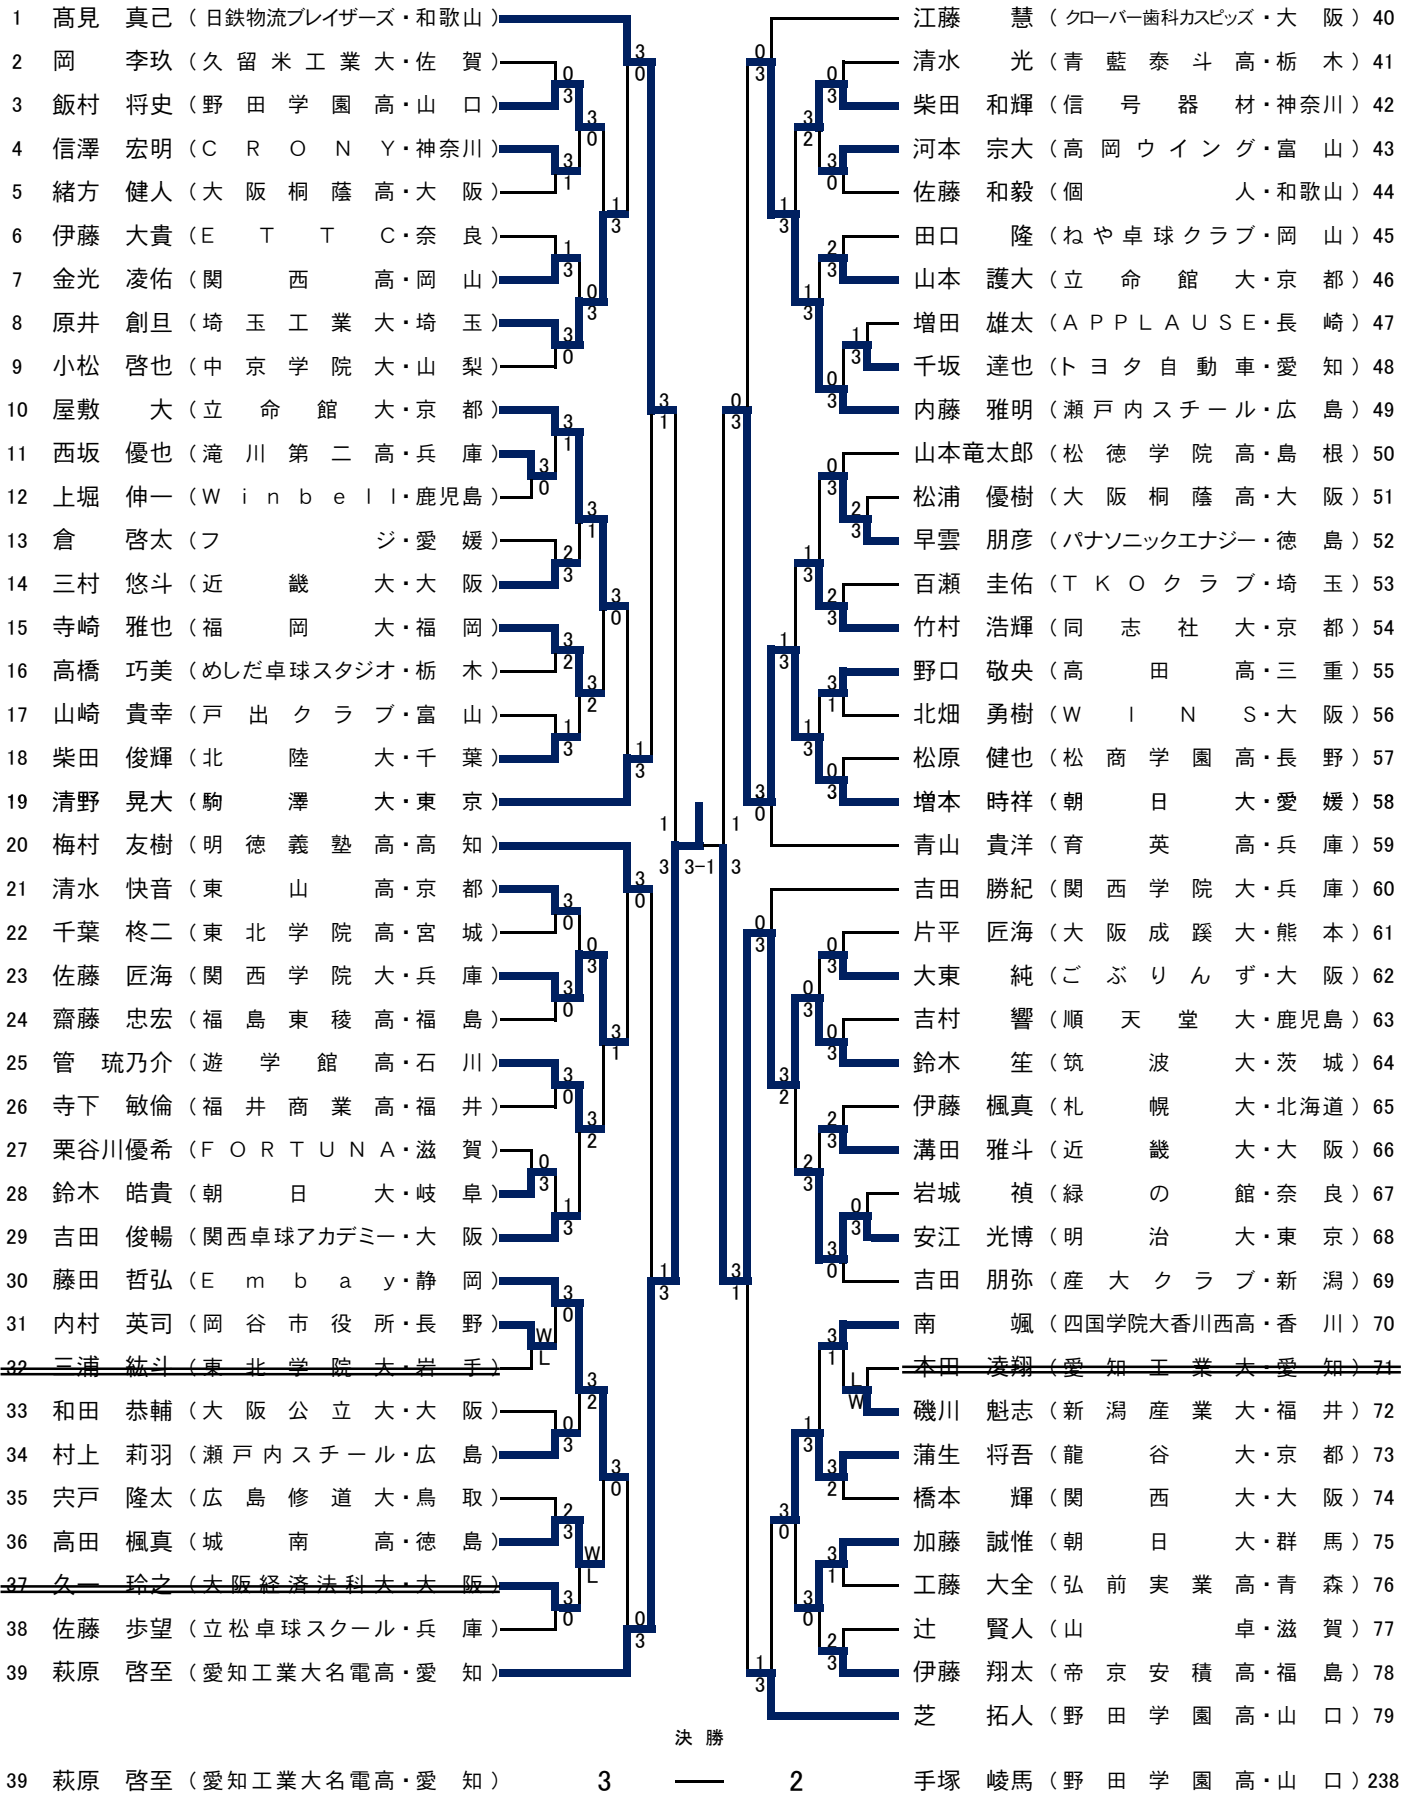 1 髙見 真己 (日鉄物流ブレイザーズ・和歌山)
2 岡 李玖 (久留米工業大・佐賀)
3 飯村 将史 (野田学園高・山口)
4 信澤 宏明 (CRONY・神奈川)
5 緒方 健人 (大阪桐蔭高・大阪)
6 伊藤 大貴 (ETTC・奈良)
7 金光 凌佑 (関西高・岡山)
8 原井 創旦 (埼玉工業大・埼玉)
9 小松 啓也 (中京学院大・山梨)
10 屋敷 大 (立命館大・京都)
11 西坂 優也 (滝川第二高・兵庫)
12 上堀 伸一 (Winbell・鹿児島)
13 倉 啓太 (フジ・愛媛)
14 三村 悠斗 (近畿大・大阪)
15 寺崎 雅也 (福岡大・福岡)
16 高橋 巧美 (めしだ卓球スタジオ・栃木)
17 山崎 貴幸 (戸出クラブ・富山)
18 柴田 俊輝 (北陸大・千葉)
19 清野 晃大 (駒澤大・東京)
20 梅村 友樹 (明徳義塾高・高知)
21 清水 快音 (東山高・京都)
22 千葉 柊二 (東北学院高・宮城)
23 佐藤 匠海 (関西学院大・兵庫)
24 齋藤 忠宏 (福島東稜高・福島)
25 管 琉乃介 (遊学館高・石川)
26 寺下 敏倫 (福井商業高・福井)
27 栗谷川優希 (FORTUNA・滋賀)
28 鈴木 皓貴 (朝日大・岐阜)
29 吉田 俊暢 (関西卓球アカデミー・大阪)
30 藤田 哲弘 (Embay・静岡)
31 内村 英司 (岡谷市役所・長野)
32 三浦 紘斗 (東北学院大・岩手)
33 和田 恭輔 (大阪公立大・大阪)
34 村上 莉羽 (瀬戸内スチール・広島)
35 宍戸 隆太 (広島修道大・鳥取)
36 高田 楓真 (城南高・徳島)
37 久一 玲之 (大阪経済法科大・大阪)
38 佐藤 歩望 (立松卓球スクール・兵庫)
39 萩原 啓至 (愛知工業大名電高・愛知)
江藤 慧 (クローバー歯科カスピッズ・大阪) 40
清水 光 (青藍泰斗高・栃木) 41
柴田 和輝 (信号器材・神奈川) 42
河本 宗大 (高岡ウイング・富山) 43
佐藤 和毅 (個人・和歌山) 44
田口 隆 (ねや卓球クラブ・岡山) 45
山本 護大 (立命館大・京都) 46
増田 雄太 (APPLAUSE・長崎) 47
千坂 達也 (トヨタ自動車・愛知) 48
内藤 雅明 (瀬戸内スチール・広島) 49
山本竜太郎 (松徳学院高・島根) 50
松浦 優樹 (大阪桐蔭高・大阪) 51
早雲 朋彦 (パナソニックエナジー・徳島) 52
百瀬 圭佑 (TKOクラブ・埼玉) 53
竹村 浩輝 (同志社大・京都) 54
野口 敬央 (高田高・三重) 55
北畑 勇樹 (WINS・大阪) 56
松原 健也 (松商学園高・長野) 57
増本 時祥 (朝日大・愛媛) 58
青山 貴洋 (育英高・兵庫) 59
吉田 勝紀 (関西学院大・兵庫) 60
片平 匠海 (大阪成蹊大・熊本) 61
大東 純 (ごぶりんず・大阪) 62
吉村 響 (順天堂大・鹿児島) 63
鈴木 笙 (筑波大・茨城) 64
伊藤 楓真 (札幌大・北海道) 65
溝田 雅斗 (近畿大・大阪) 66
岩城 禎 (緑の館・奈良) 67
安江 光博 (明治大・東京) 68
吉田 朋弥 (産大クラブ・新潟) 69
南 颯 (四国学院大香川西高・香川) 70
本田 凌翔 (愛知工業大・愛知) 71
磯川 魁志 (新潟産業大・福井) 72
蒲生 将吾 (龍谷大・京都) 73
橋本 輝 (関西大・大阪) 74
加藤 誠惟 (朝日大・群馬) 75
工藤 大全 (弘前実業高・青森) 76
辻 賢人 (山卓・滋賀) 77
伊藤 翔太 (帝京安積高・福島) 78
芝 拓人 (野田学園高・山口) 79
1 3 3-1 1 3
決勝
39 萩原 啓至 (愛知工業大名電高・愛知) 3 — 2 手塚 崚馬 (野田学園高・山口) 238